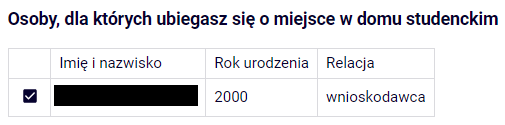 Osoby, dla których ubiegasz się o miejsce w domu studenckim
Imię i nazwisko Rok urodzenia Relacja
2000 wnioskodawca